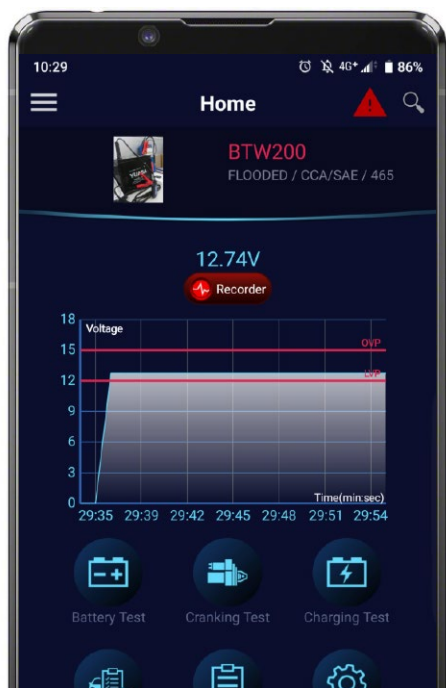 10:29
4G+
86%
Home
BTW200
FLOODED / CCA/SAE / 465
12.74V
Recorder
18
Voltage
15
OVP
12
LVP
9
6
3
0
Time(min:sec)
29:35 29:39 29:42 29:45 29:48 29:51 29:54
Battery Test
Cranking Test
Charging Test